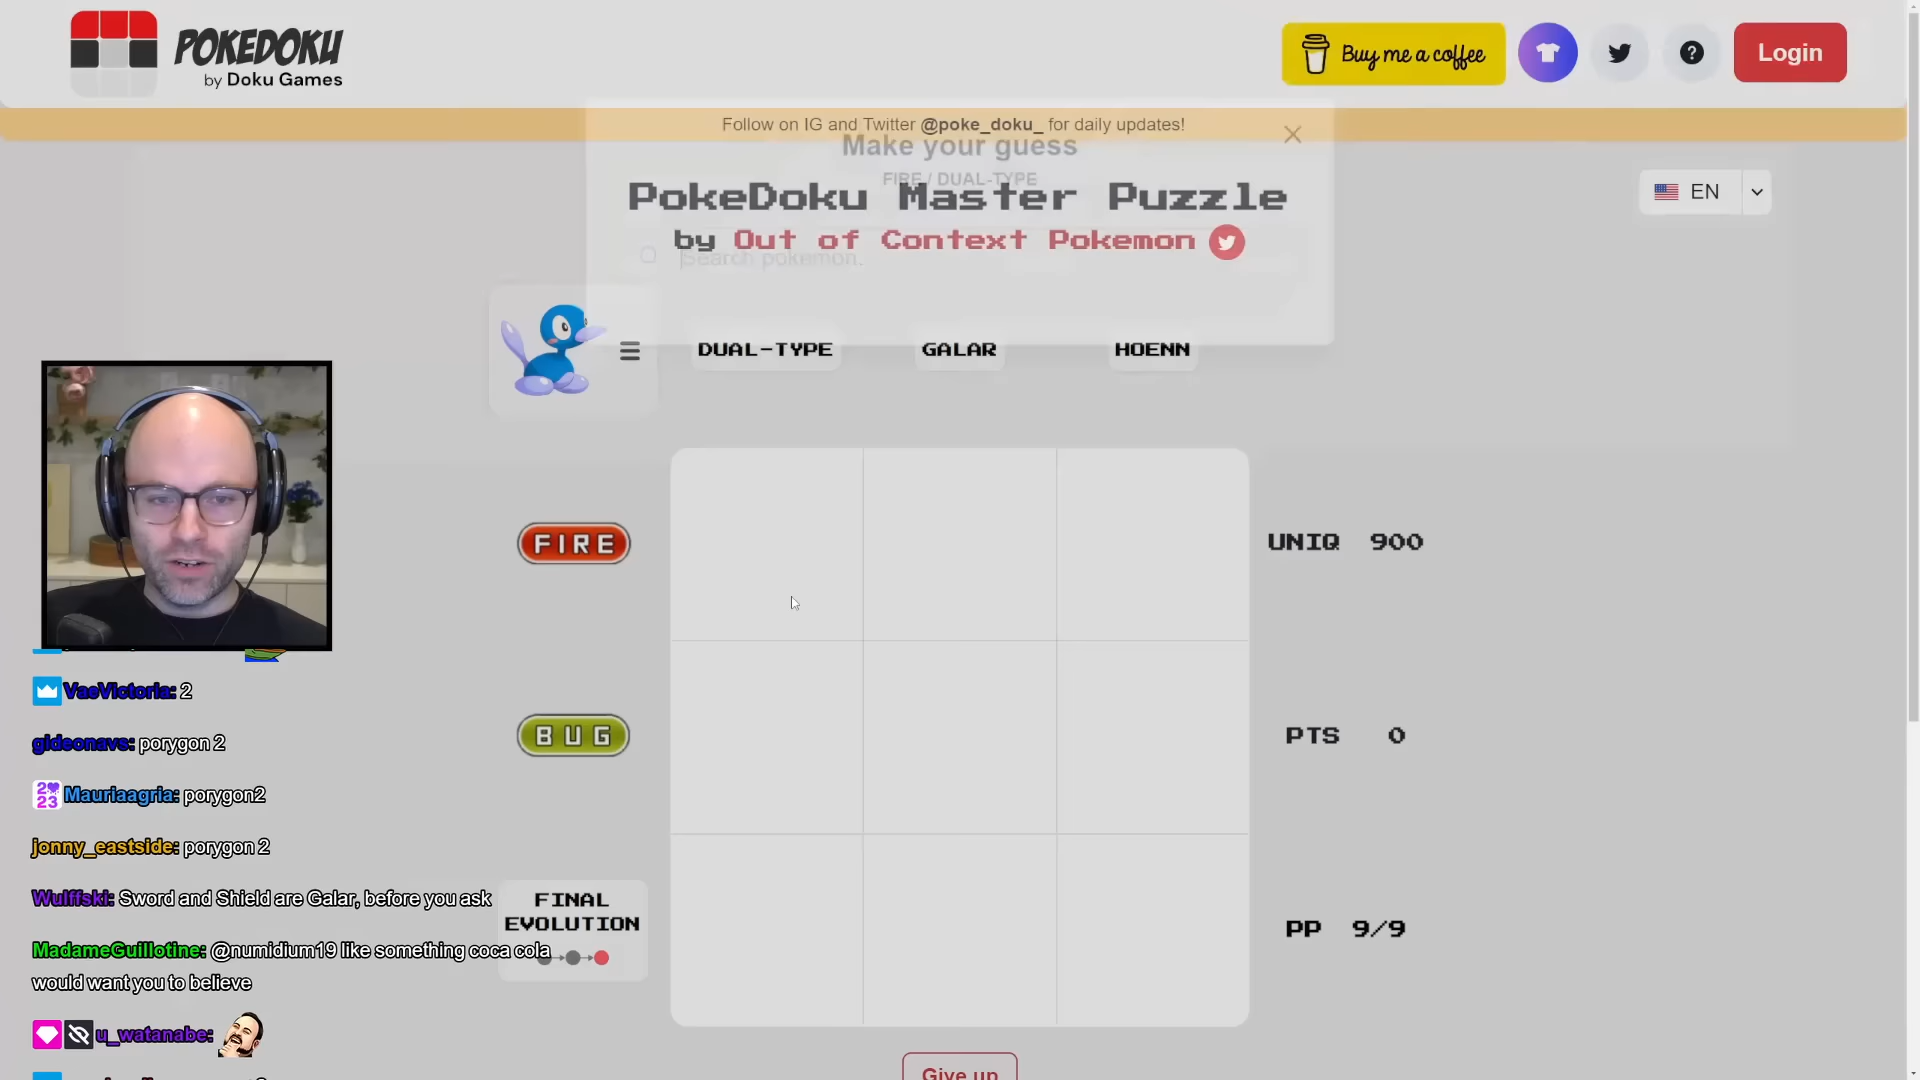 POKEDOKU
by Doku Games
Buy me a coffee
Login
Follow on IG and Twitter @poke_doku_ for daily updates!
Make your guess
FIRE / DUAL-TYPE
PokeDoku Master Puzzle
by Out of Context Pokemon
Search pokemon.
EN
DUAL-TYPE
GALAR
HOENN
FIRE
UNIQ 900
BUG
PTS 0
FINAL
EVOLUTION
PP 9/9
Give up
VaeVictoria: 2
gideonavs: porygon 2
2 23 Mauriaagria: porygon2
jonny_eastside: porygon 2
Wulffski: Sword and Shield are Galar, before you ask
MadameGuillotine: @numidium19 like something coca cola
would want you to believe
u_watanabe: